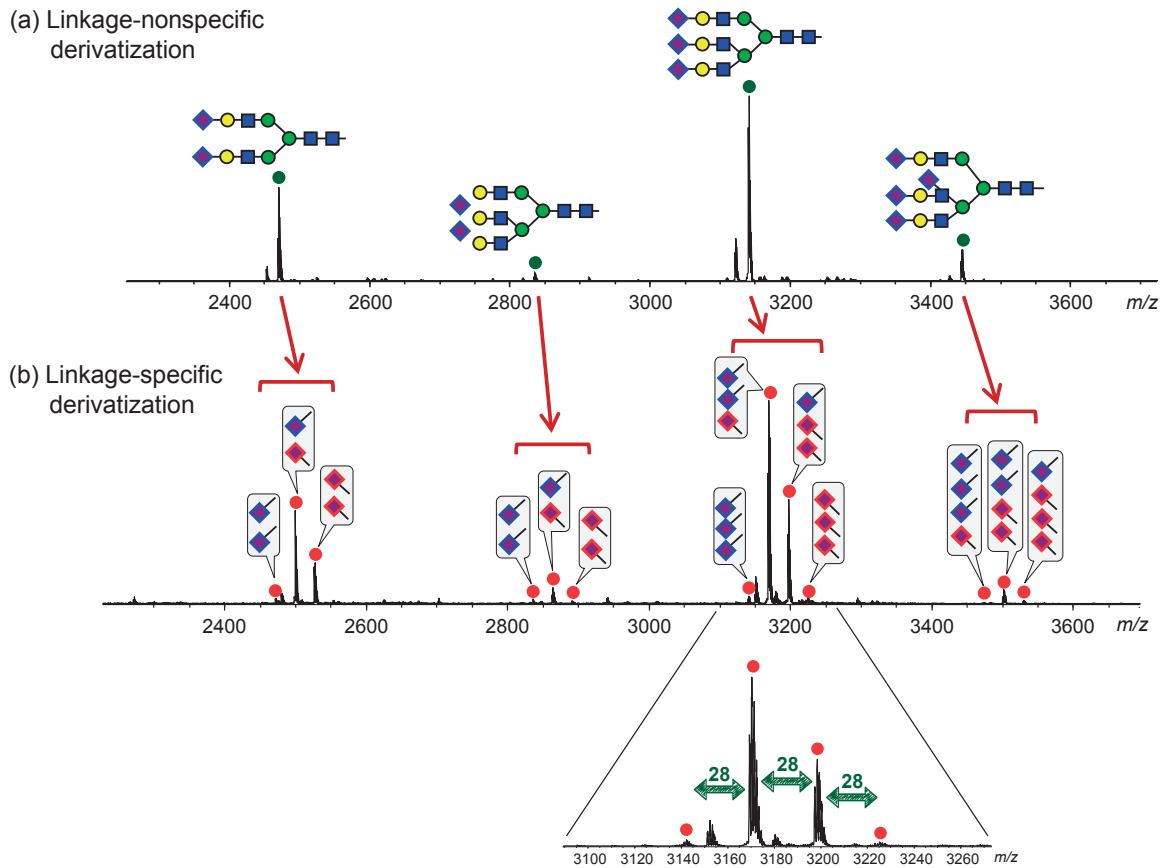 (a) Linkage-nonspecific
derivatization
2400 2600 2800 3000 3200 3400 3600 m/z
(b) Linkage-specific
derivatization
2400 2600 2800 3000 3200 3400 3600 m/z
28
28
28
3100 3120 3140 3160 3180 3200 3220 3240 3260 m/z